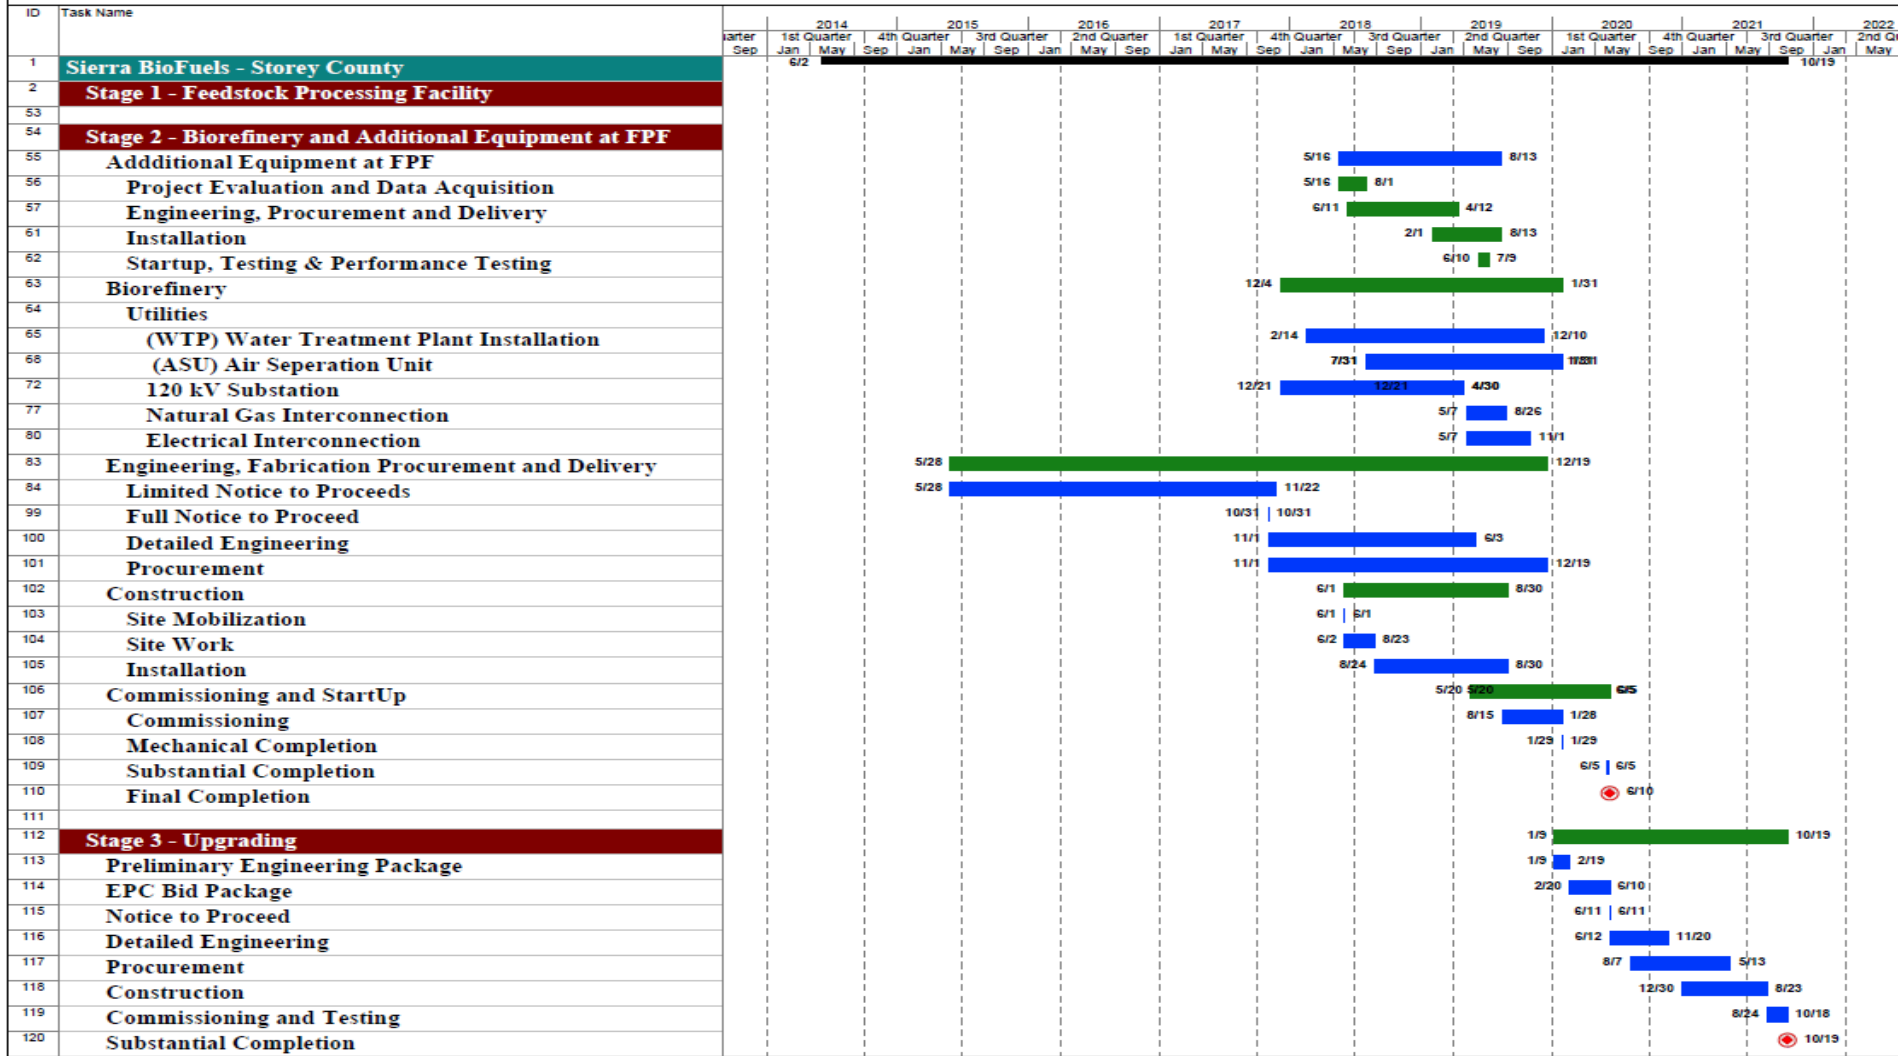 ID Task Name
2014 2015 2016 2017 2018 2019 2020 2021 2022
1st Quarter 4th Quarter 3rd Quarter 2nd Quarter 1st Quarter 4th Quarter 3rd Quarter 2nd Quarter 1st Quarter 4th Quarter 3rd Quarter
Sep Jan May Sep Jan May Sep Jan May Sep Jan May Sep Jan May Sep Jan May Sep Jan May Sep Jan May Sep Jan May
1 Sierra BioFuels - Storey County 6/2 10/19
2 Stage 1 - Feedstock Processing Facility
53
54 Stage 2 - Biorefinery and Additional Equipment at FPF
55 Addditional Equipment at FPF 5/16 8/13
56 Project Evaluation and Data Acquisition 5/16 8/1
57 Engineering, Procurement and Delivery 6/11 4/12
61 Installation 2/1 8/13
62 Startup, Testing & Performance Testing 6/10 7/9
63 Biorefinery 12/4 1/31
64 Utilities
65 (WTP) Water Treatment Plant Installation 2/14 12/10
68 (ASU) Air Seperation Unit 7/31
72 120 kV Substation 12/21 12/21 4/30
77 Natural Gas Interconnection 5/7 8/26
80 Electrical Interconnection 5/7 11/1
83 Engineering, Fabrication Procurement and Delivery 5/28 12/19
84 Limited Notice to Proceeds 5/28 11/22
99 Full Notice to Proceed 10/31 10/31
100 Detailed Engineering 11/1 6/3
101 Procurement 11/1 12/19
102 Construction 6/1 8/30
103 Site Mobilization 6/1 6/1
104 Site Work 6/2 8/23
105 Installation 8/24 8/30
106 Commissioning and StartUp 5/20 5/20 6/5
107 Commissioning 8/15 1/28
108 Mechanical Completion 1/29 1/29
109 Substantial Completion 6/5 6/5
110 Final Completion 6/10
111
112 Stage 3 - Upgrading 1/9 10/19
113 Preliminary Engineering Package 1/9 2/19
114 EPC Bid Package 2/20 6/10
115 Notice to Proceed 6/11 6/11
116 Detailed Engineering 6/12 11/20
117 Procurement 8/7 5/13
118 Construction 12/30 8/23
119 Commissioning and Testing 8/24 10/18
120 Substantial Completion 10/19